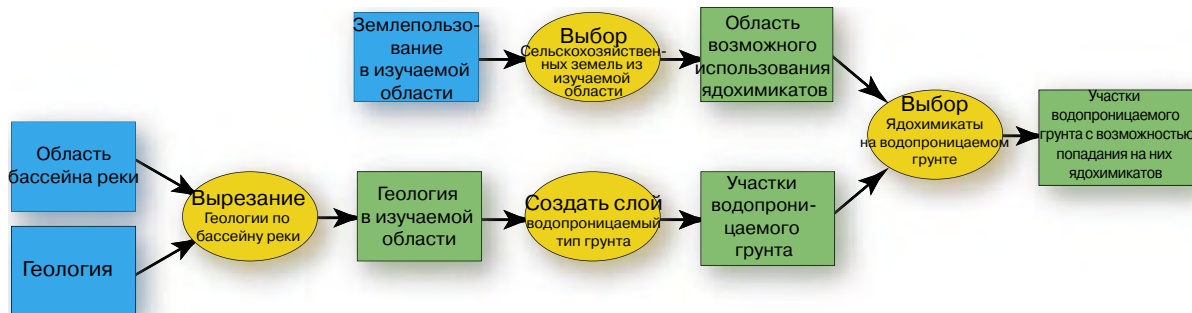 Землепользо-
вание
в изучаемой
области
Выбор
Сельскохозяйствен-
ных земель из
изучаемой
области
Область
возможного
использования
ядохимикатов
Выбор
Ядохимикаты
на водопроницаемом
грунте
Участки
водопроницаемого
грунта с возможностью
попадания на них
ядохимикатов
Область
бассейна реки
Геология
Вырезание
Геологии по
бассейну реки
Геология
в изучаемой
области
Создать слой
водопроницаемый
тип грунта
Участки
водопрони-
цаемого
грунта